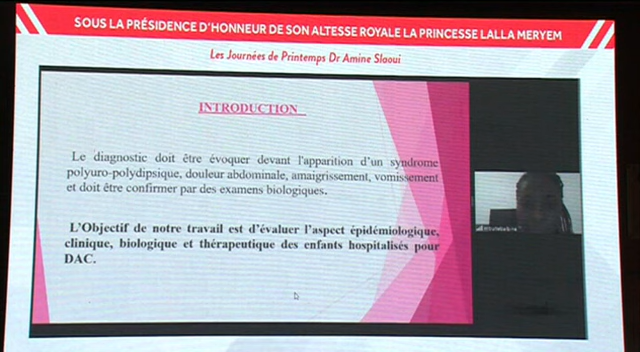 SOUS LA PRÉSIDENCE D'HONNEUR DE SON ALTESSE ROYALE LA PRINCESSE LALLA MERYEM
Les Journées de Printemps Dr Amine Slaoui
INTRODUCTION
Le diagnostic doit être évoquer devant l'apparition d'un syndrome
polyuro-polydipsique, douleur abdominale, amaigrissement, vomissement
et doit être confirmer par des examens biologiques.
L'Objectif de notre travail est d'évaluer l'aspect épidémiologique,
clinique, biologique et thérapeutique des enfants hospitalisés pour
DAC.